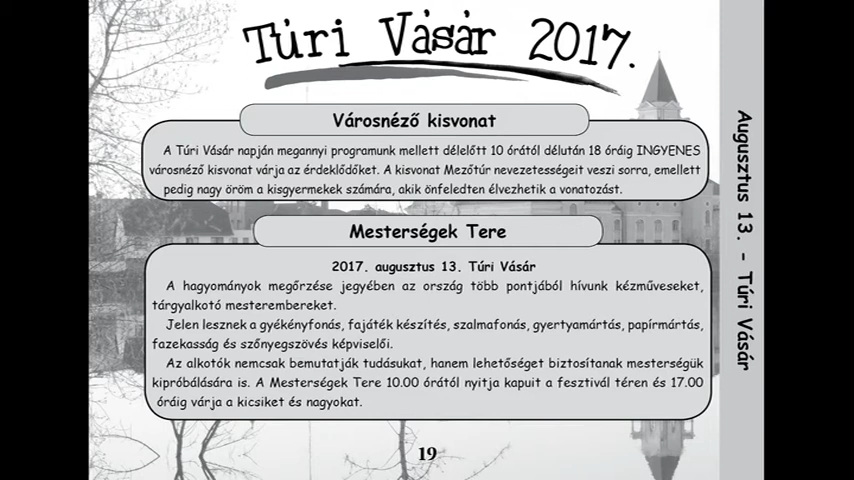 Túri Vásár 2017.
Városnéző kisvonat
A Túri Vásár napján megannyi programunk mellett délelőtt 10 órától délután 18 óráig INGYENES
városnéző kisvonat várja az érdeklődőket. A kisvonat Mezőtúr nevezetességeit veszi sorra, emellett
pedig nagy öröm a kisgyermekek számára, akik önfeledten élvezhetik a vonatozást.
Mesterségek Tere
2017. augusztus 13. Túri Vásár
A hagyományok megőrzése jegyében az ország több pontjából hívunk kézműveseket,
tárgyalkotó mesterembereket.
Jelen lesznek a gyékényfonás, fajáték készítés, szalmafonás, gyertyamártás, papírmártás,
fazekasság és szőnyegszövés képviselői.
Az alkotók nemcsak bemutatják tudásukat, hanem lehetőséget biztosítanak mesterségük
kipróbálására is. A Mesterségek Tere 10.00 órától nyitja kapuit a fesztivál téren és 17.00
óráig várja a kicsiket és nagyokat.
19
Augusztus 13. - Túri Vásár